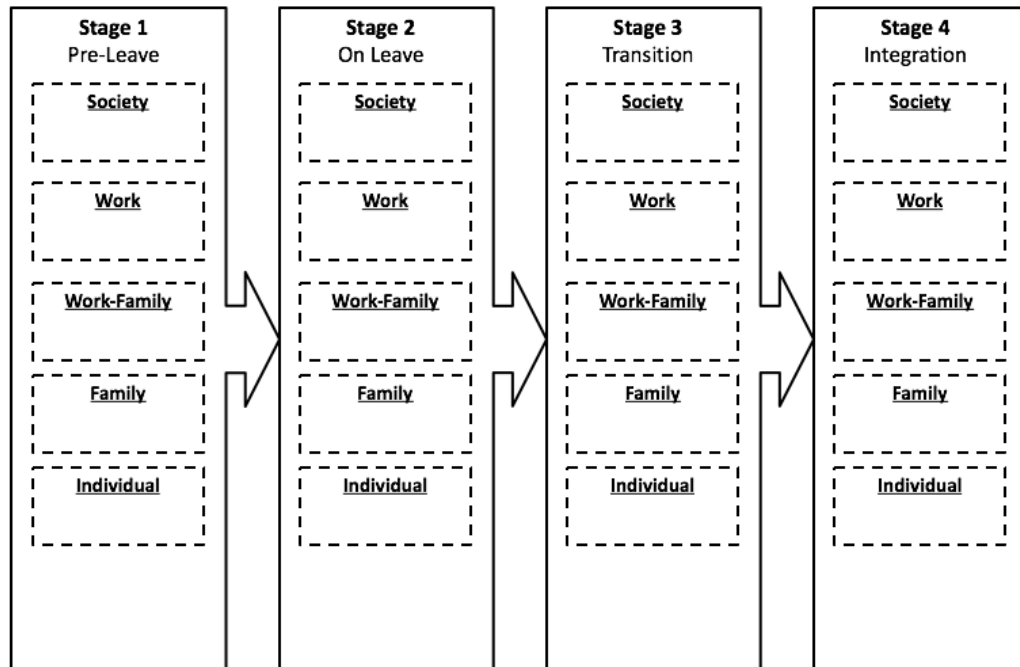 Stage 1
Pre-Leave
Society
Work
Work-Family
Family
Individual
Stage 2
On Leave
Society
Work
Work-Family
Family
Individual
Stage 3
Transition
Society
Work
Work-Family
Family
Individual
Stage 4
Integration
Society
Work
Work-Family
Family
Individual